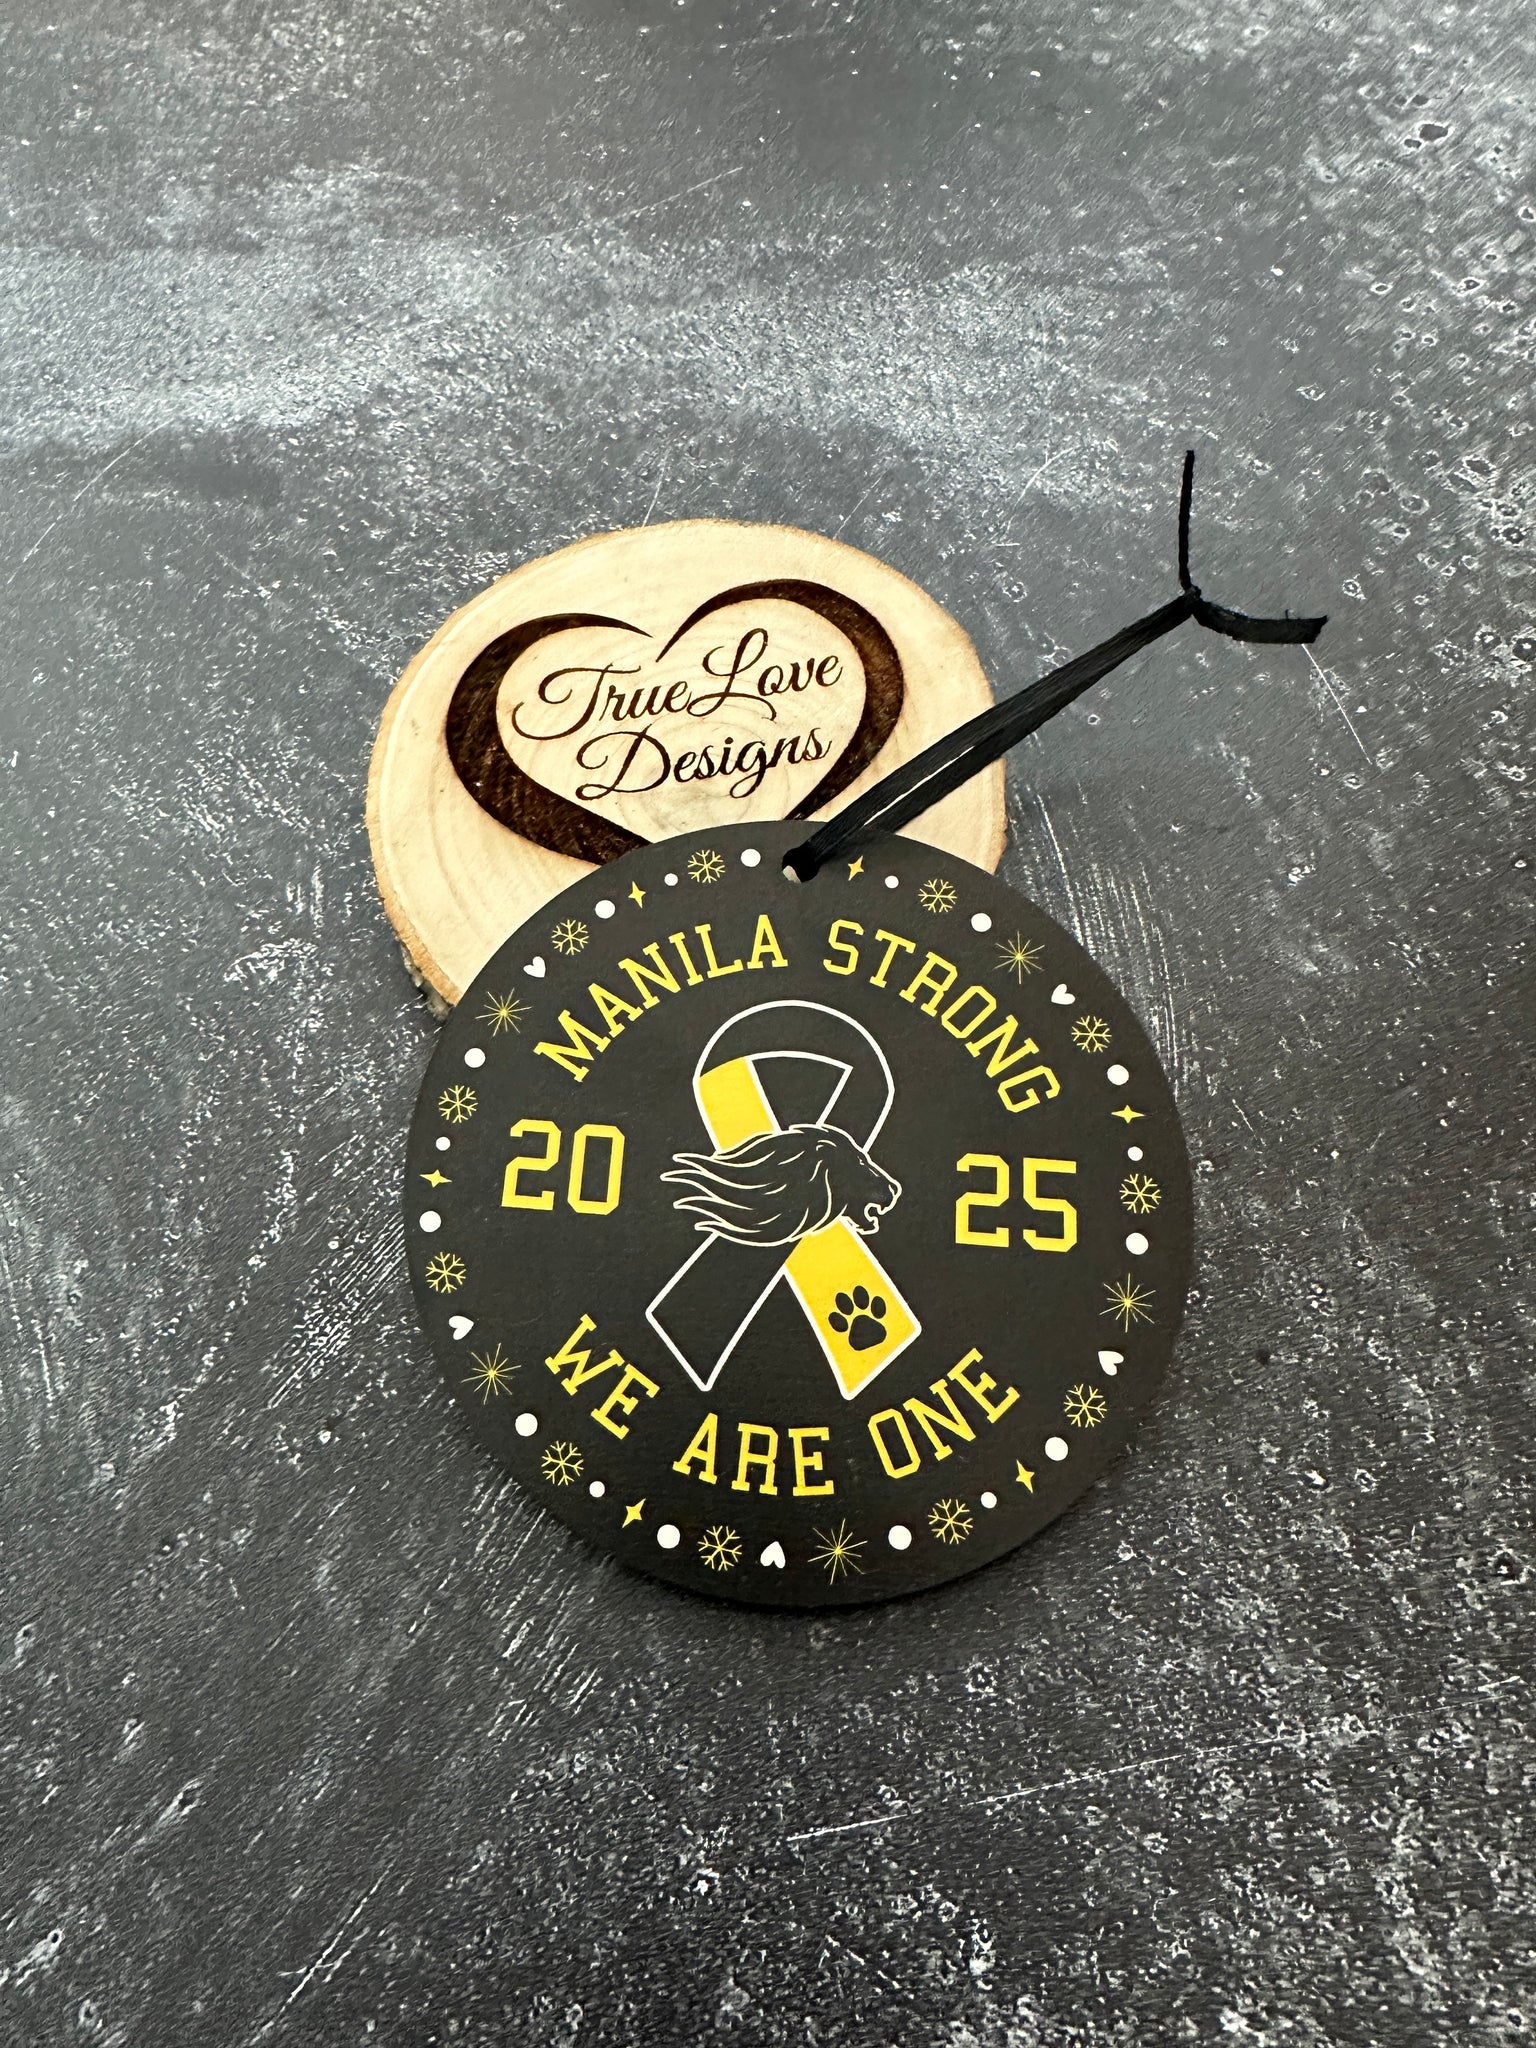 True Love
Designs
MANILA STRONG
20 25
WE ARE ONE